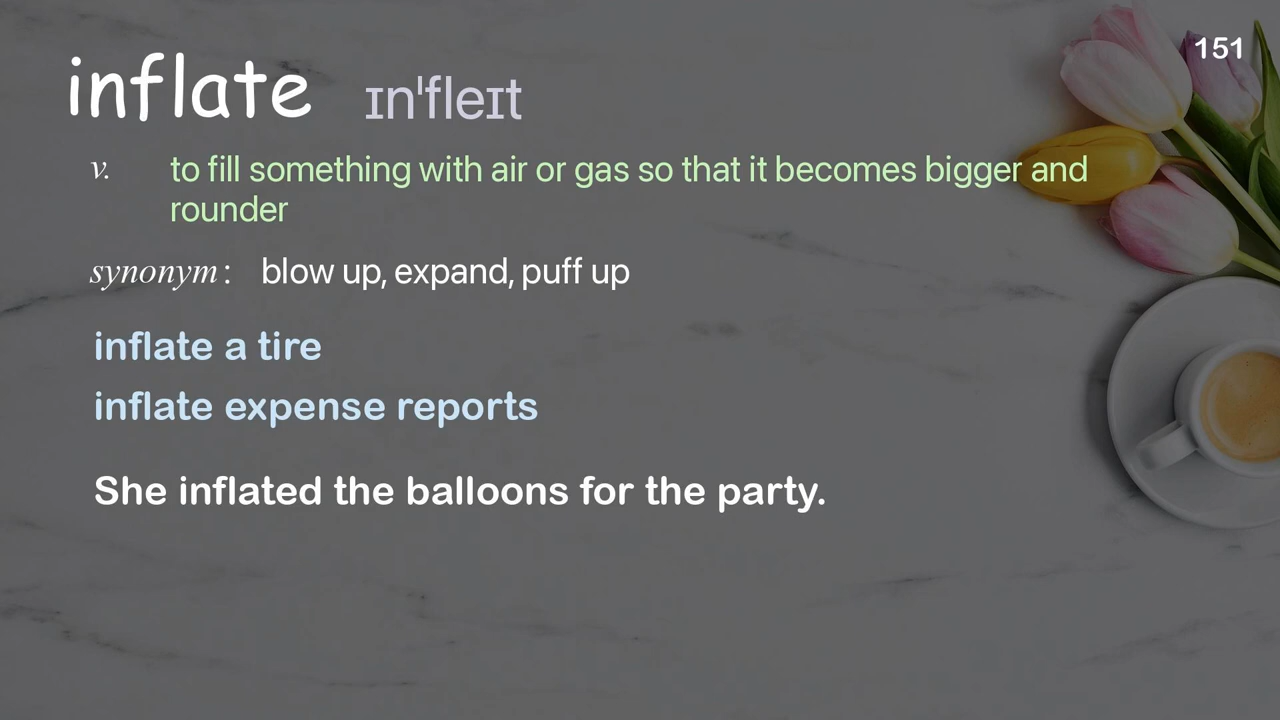 151
inflate ɪnˈfleɪt
v. to fill something with air or gas so that it becomes bigger and
rounder
synonym: blow up, expand, puff up
inflate a tire
inflate expense reports
She inflated the balloons for the party.